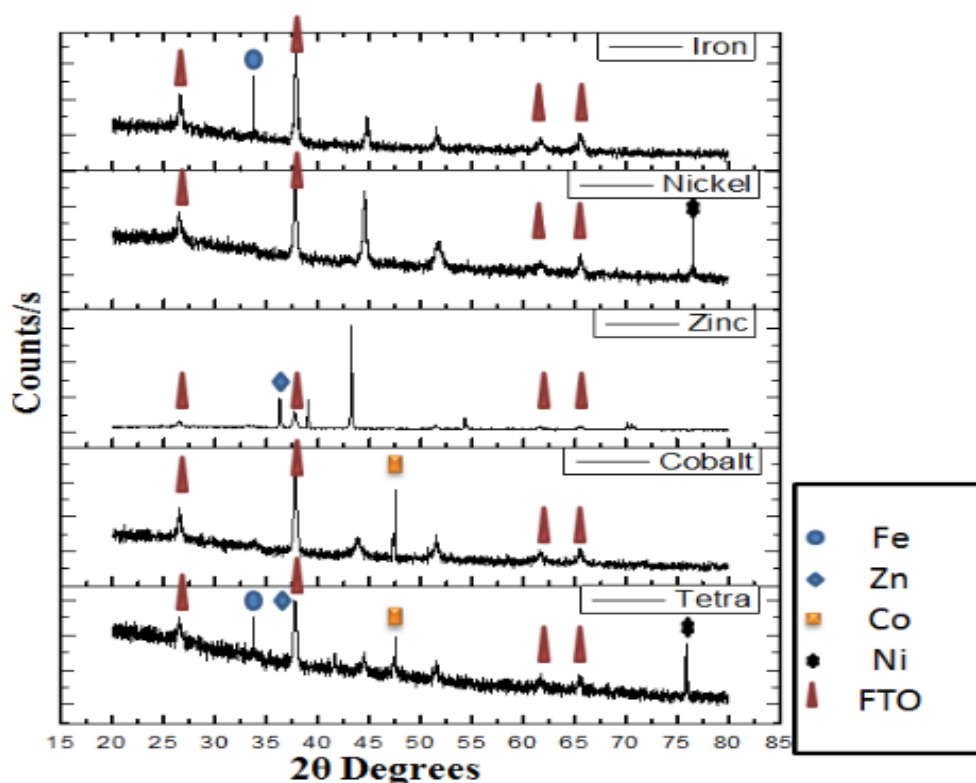 Iron
Nickel
Zinc
Cobalt
Tetra
Counts/s
15 20 25 30 35 40 45 50 55 60 65 70 75 80 85
2θ Degrees
Fe
Zn
Co
Ni
FTO